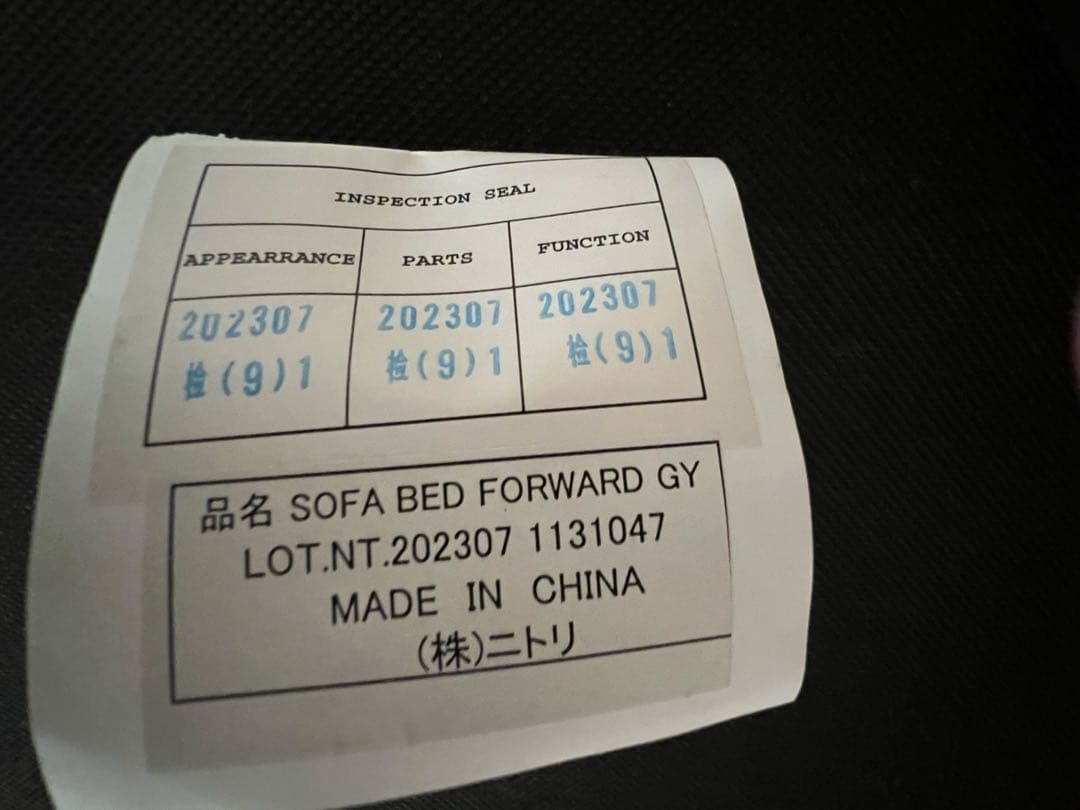 INSPECTION SEAL
APPEARRANCE PARTS FUNCTION
202307 202307 202307
検(9)1 検(9)1 検(9)1
品名 SOFA BED FORWARD GY
LOT.NT.202307 1131047
MADE IN CHINA
(株)ニトリ